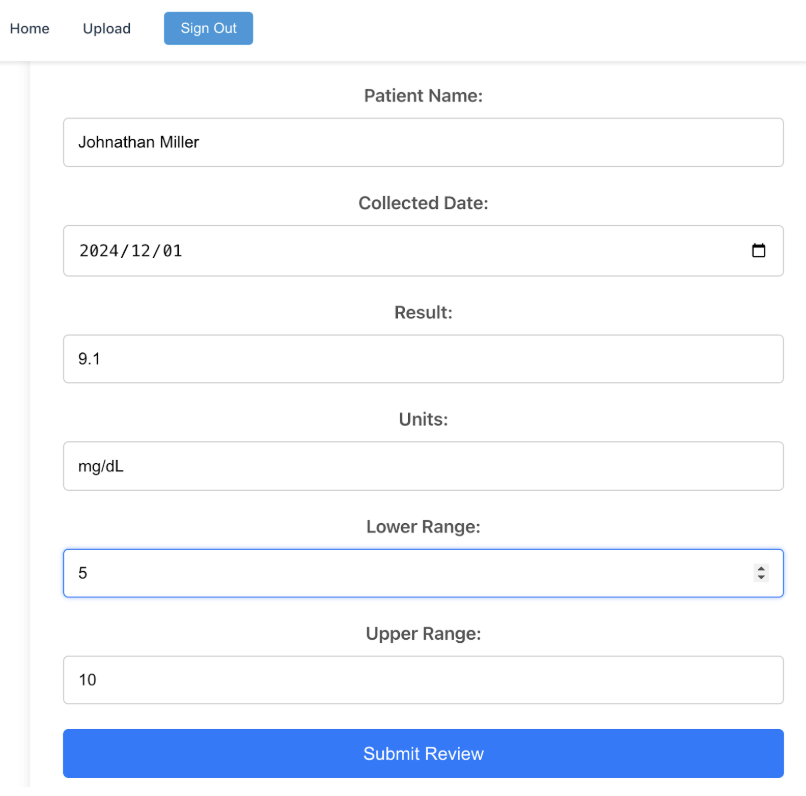 Home Upload Sign Out
Patient Name:
Johnathan Miller
Collected Date:
2024/12/01
Result:
9.1
Units:
mg/dL
Lower Range:
5
Upper Range:
10
Submit Review